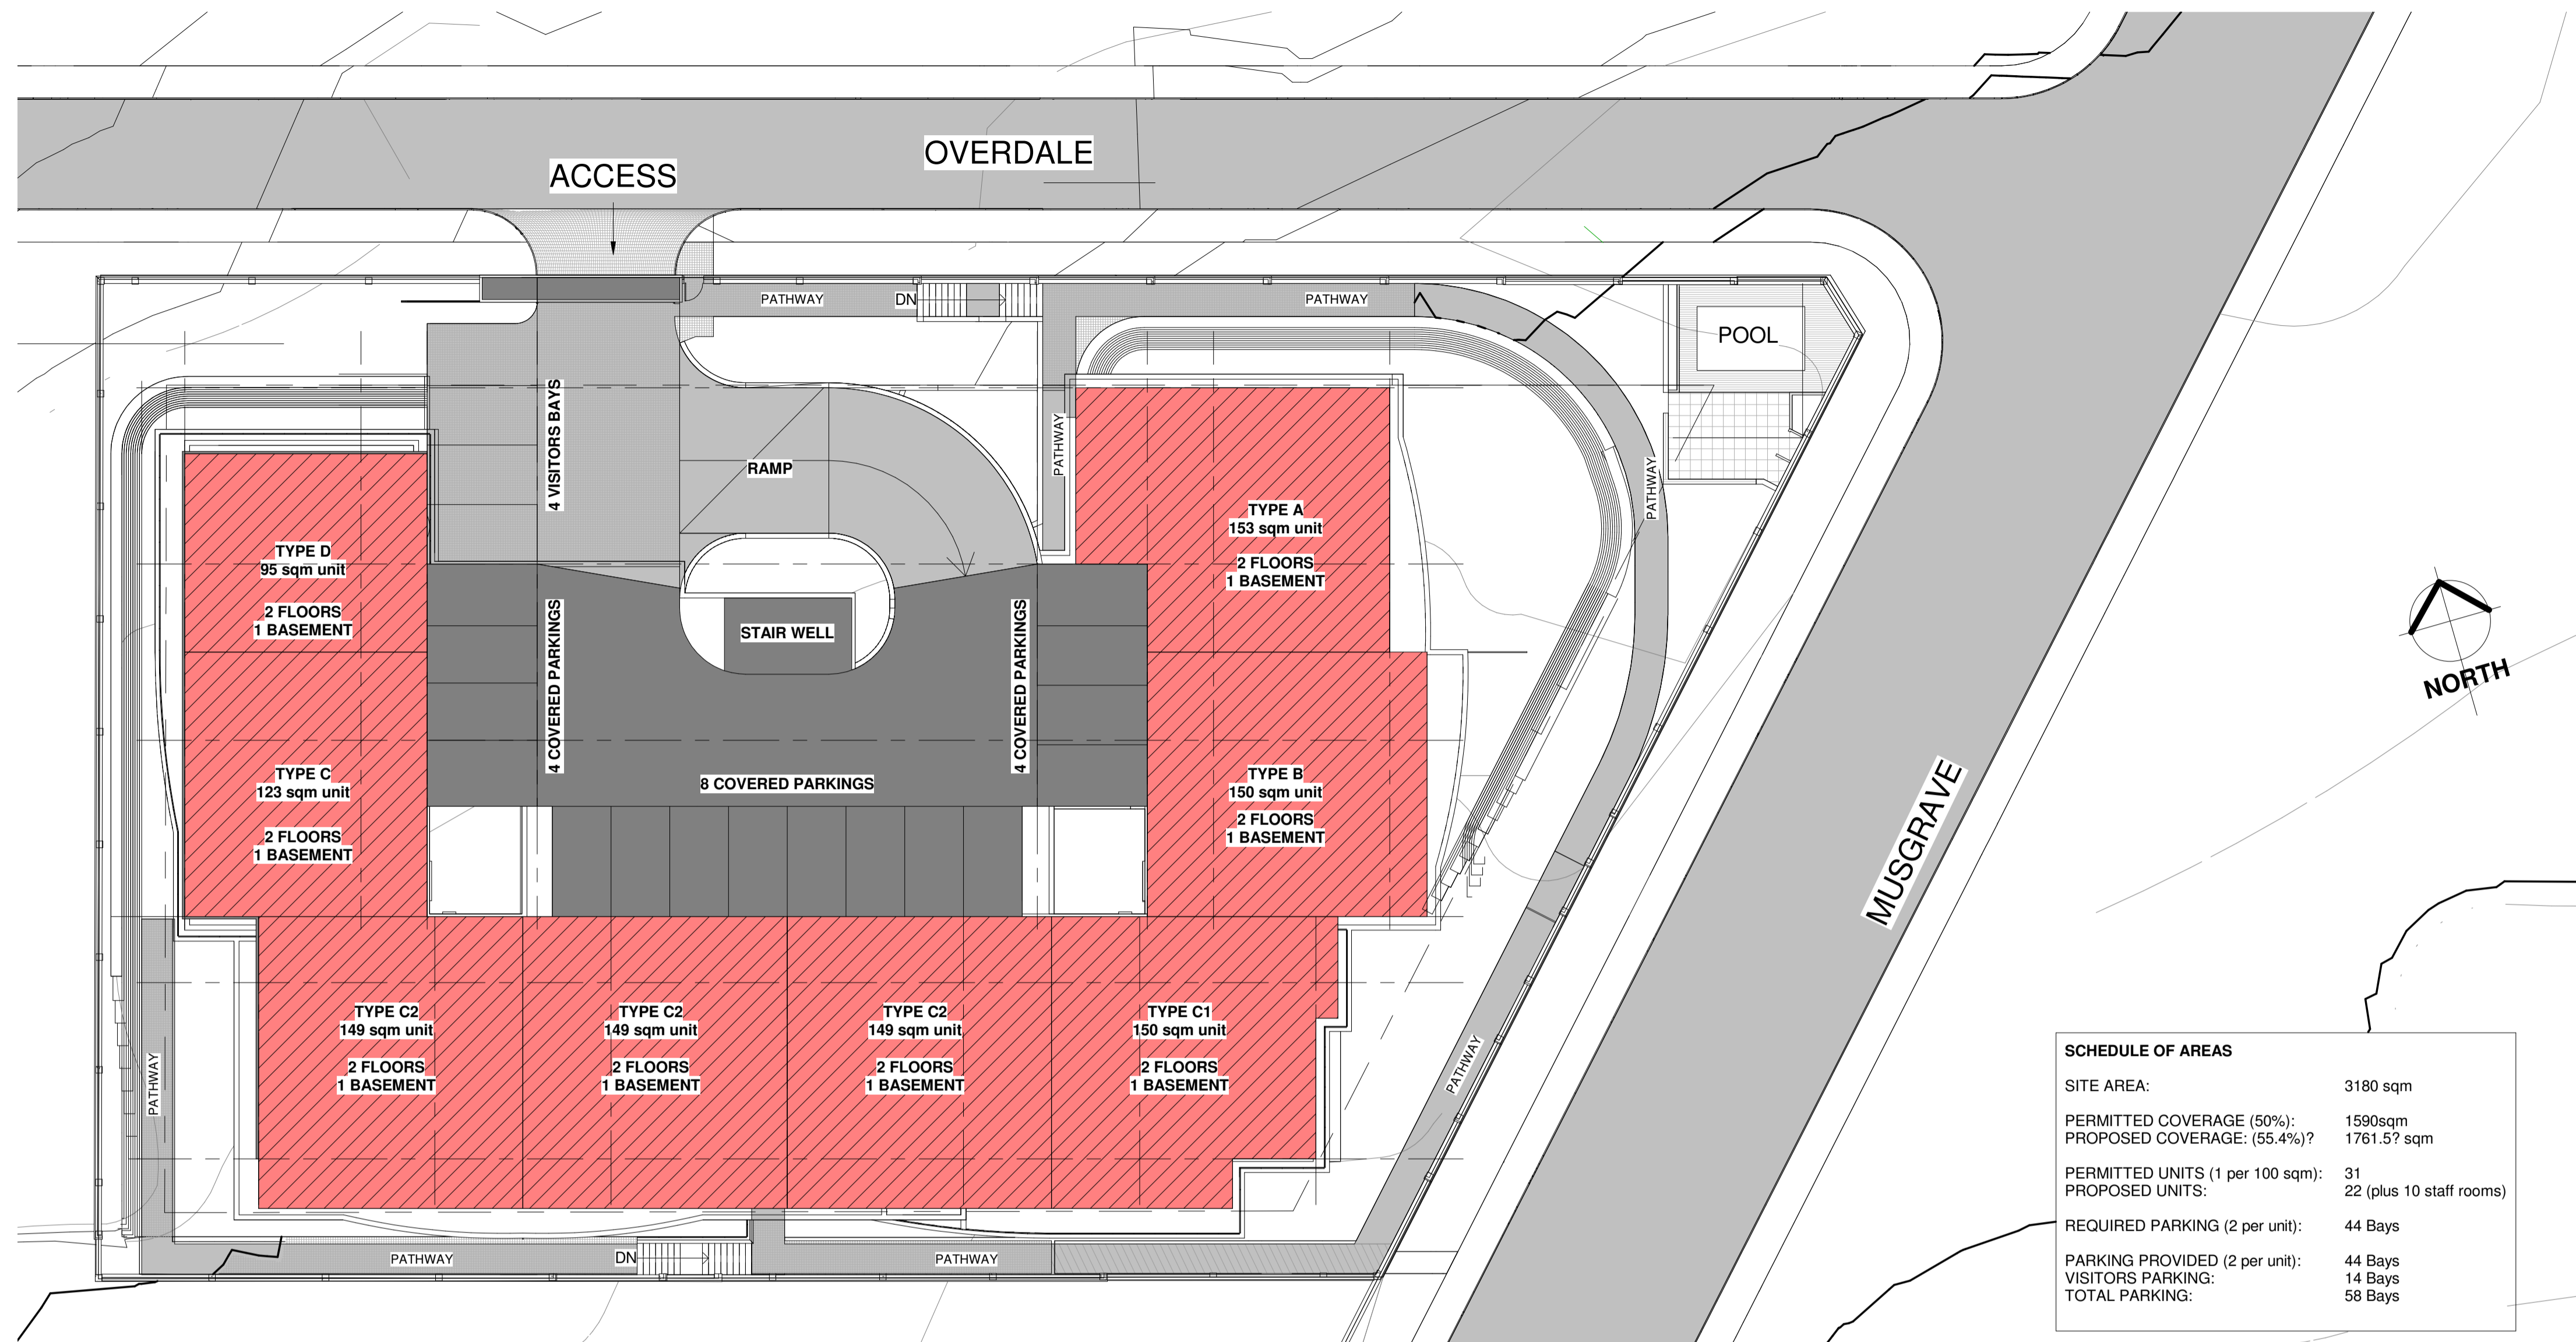 OVERDALE
ACCESS
PATHWAY
DN
PATHWAY
POOL
4 VISITORS BAYS
RAMP
PATHWAY
PATHWAY
TYPE A
153 sqm unit
2 FLOORS
1 BASEMENT
TYPE D
95 sqm unit
2 FLOORS
1 BASEMENT
STAIR WELL
4 COVERED PARKINGS
4 COVERED PARKINGS
8 COVERED PARKINGS
NORTH
TYPE C
123 sqm unit
2 FLOORS
1 BASEMENT
TYPE B
150 sqm unit
2 FLOORS
1 BASEMENT
MUSGRAVE
TYPE C2
149 sqm unit
2 FLOORS
1 BASEMENT
TYPE C2
149 sqm unit
2 FLOORS
1 BASEMENT
TYPE C2
149 sqm unit
2 FLOORS
1 BASEMENT
TYPE C1
150 sqm unit
2 FLOORS
1 BASEMENT
PATHWAY
PATHWAY
PATHWAY
DN
PATHWAY
SCHEDULE OF AREAS
SITE AREA: 3180 sqm
PERMITTED COVERAGE (50%): 1590sqm
PROPOSED COVERAGE: (55.4%)? 1761.5? sqm
PERMITTED UNITS (1 per 100 sqm): 31
PROPOSED UNITS: 22 (plus 10 staff rooms)
REQUIRED PARKING (2 per unit): 44 Bays
PARKING PROVIDED (2 per unit): 44 Bays
VISITORS PARKING: 14 Bays
TOTAL PARKING: 58 Bays